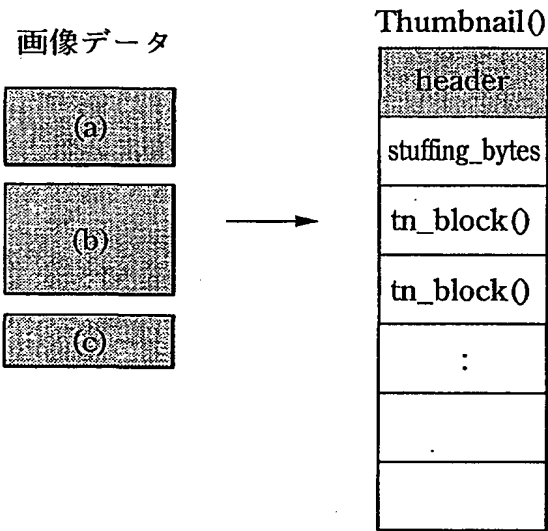 画像データ
(a)
(b)
(c)
Thumbnail()
header
stuffing_bytes
tn_block()
tn_block()
: